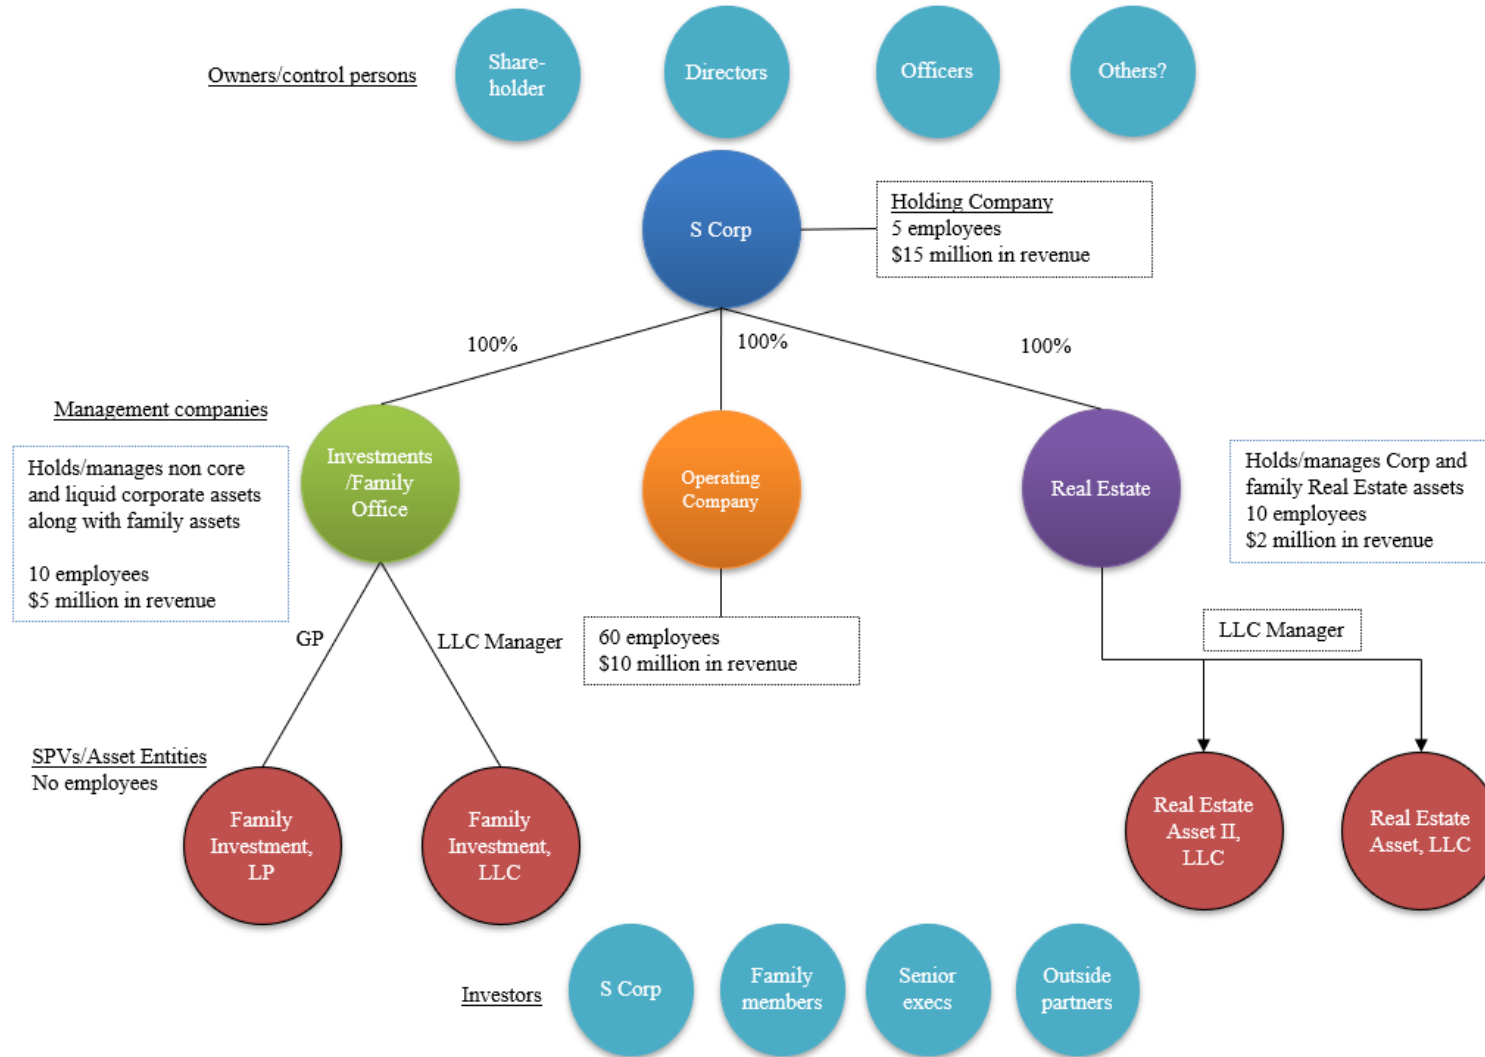 Owners/control persons
Share-
holder
Directors
Officers
Others?
S Corp
Holding Company
5 employees
$15 million in revenue
100%
100%
100%
Management companies
Holds/manages non core
and liquid corporate assets
along with family assets
10 employees
$5 million in revenue
Investments
/Family
Office
Operating
Company
Real Estate
Holds/manages Corp and
family Real Estate assets
10 employees
$2 million in revenue
GP
LLC Manager
60 employees
$10 million in revenue
LLC Manager
SPVs/Asset Entities
No employees
Family
Investment,
LP
Family
Investment,
LLC
Real Estate
Asset II,
LLC
Real Estate
Asset, LLC
Investors
S Corp
Family
members
Senior
execs
Outside
partners